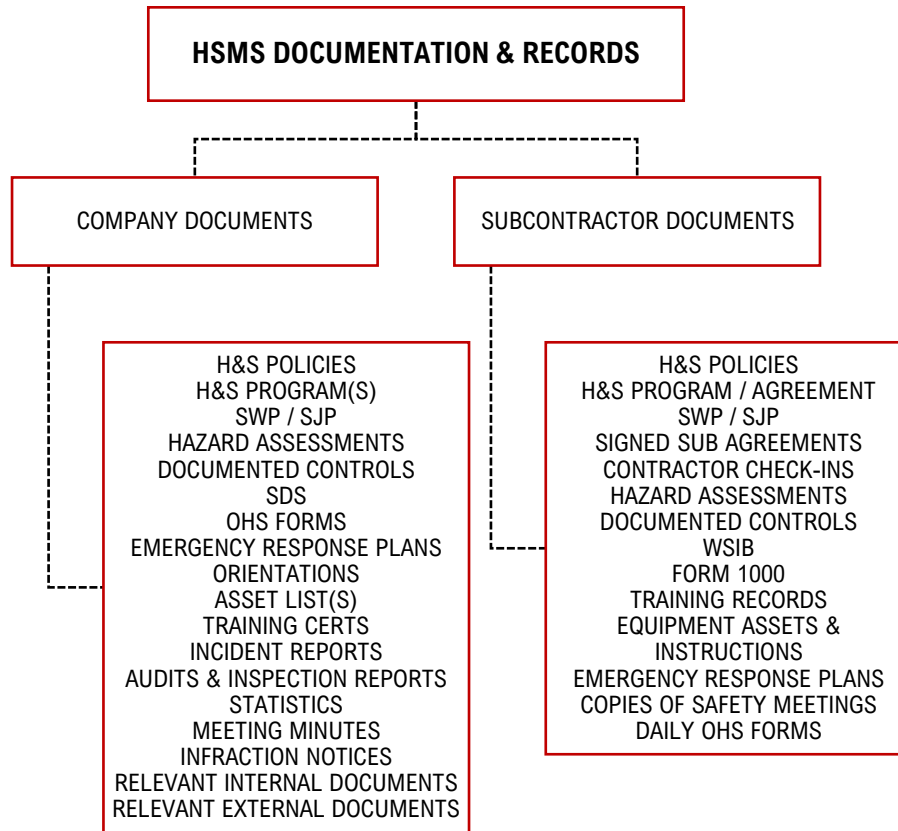 HSMS DOCUMENTATION & RECORDS
COMPANY DOCUMENTS
SUBCONTRACTOR DOCUMENTS
H&S POLICIES
H&S PROGRAM(S)
SWP / SJP
HAZARD ASSESSMENTS
DOCUMENTED CONTROLS
SDS
OHS FORMS
EMERGENCY RESPONSE PLANS
ORIENTATIONS
ASSET LIST(S)
TRAINING CERTS
INCIDENT REPORTS
AUDITS & INSPECTION REPORTS
STATISTICS
MEETING MINUTES
INFRACTION NOTICES
RELEVANT INTERNAL DOCUMENTS
RELEVANT EXTERNAL DOCUMENTS
H&S POLICIES
H&S PROGRAM / AGREEMENT
SWP / SJP
SIGNED SUB AGREEMENTS
CONTRACTOR CHECK-INS
HAZARD ASSESSMENTS
DOCUMENTED CONTROLS
WSIB
FORM 1000
TRAINING RECORDS
EQUIPMENT ASSETS &
INSTRUCTIONS
EMERGENCY RESPONSE PLANS
COPIES OF SAFETY MEETINGS
DAILY OHS FORMS